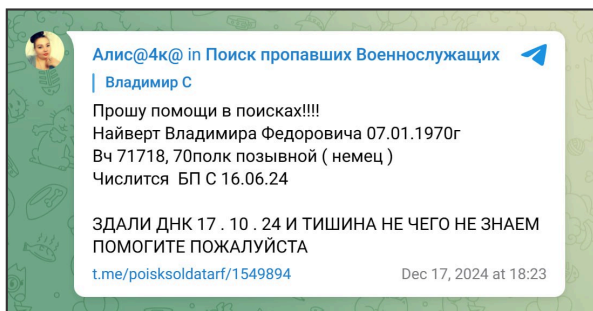 Алис@4к@ in Поиск пропавших Военнослужащих
Владимир С
Прошу помощи в поисках!!!!
Найверт Владимира Федоровича 07.01.1970г
Вч 71718, 70полк позывной ( немец )
Числится БП С 16.06.24
ЗДАЛИ ДНК 17 . 10 . 24 И ТИШИНА НЕ ЧЕГО НЕ ЗНАЕМ
ПОМОГИТЕ ПОЖАЛУЙСТА
t.me/poisksoldatarf/1549894 Dec 17, 2024 at 18:23